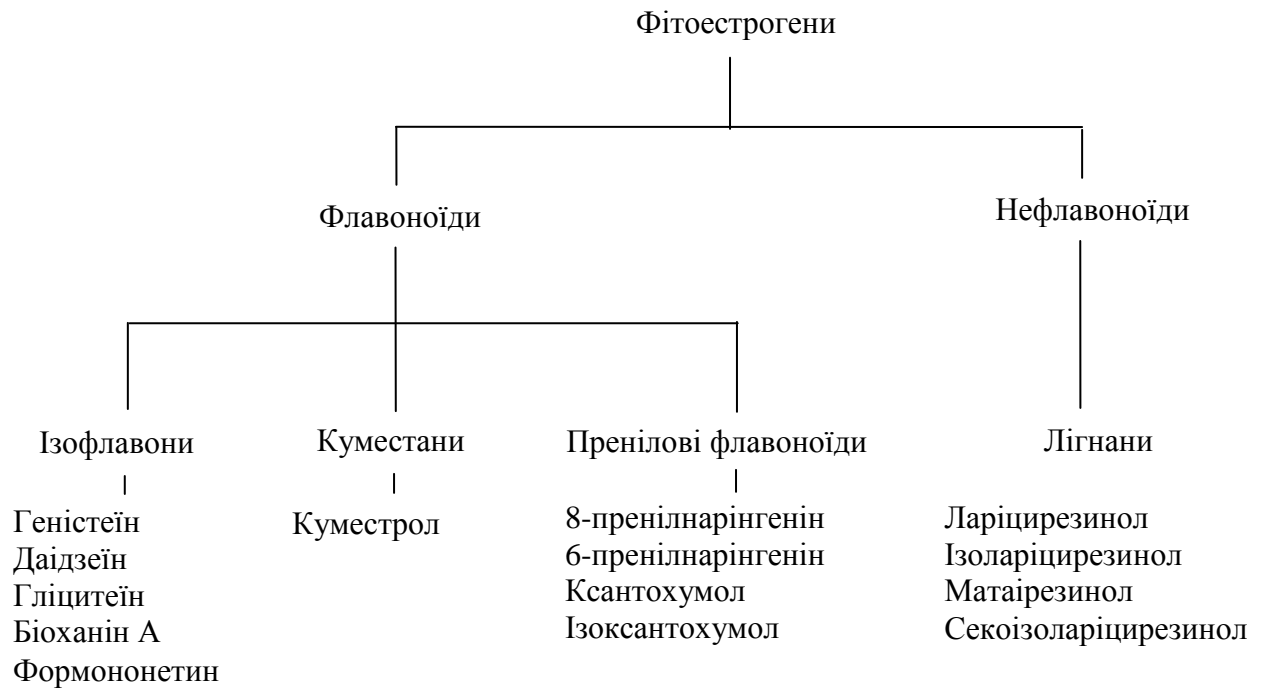 Фітоестрогени
Флавоноїди
Нефлавоноїди
Ізофлавони
Куместани
Пренілові флавоноїди
Лігнани
Геністеїн
Даідзеїн
Гліцитеїн
Біоханін А
Формононетин
Куместрол
8-пренілнарінгенін
6-пренілнарінгенін
Ксантохумол
Ізоксантохумол
Ларіцирезинол
Ізоларіцирезинол
Матаірезинол
Секоізоларіцирезинол